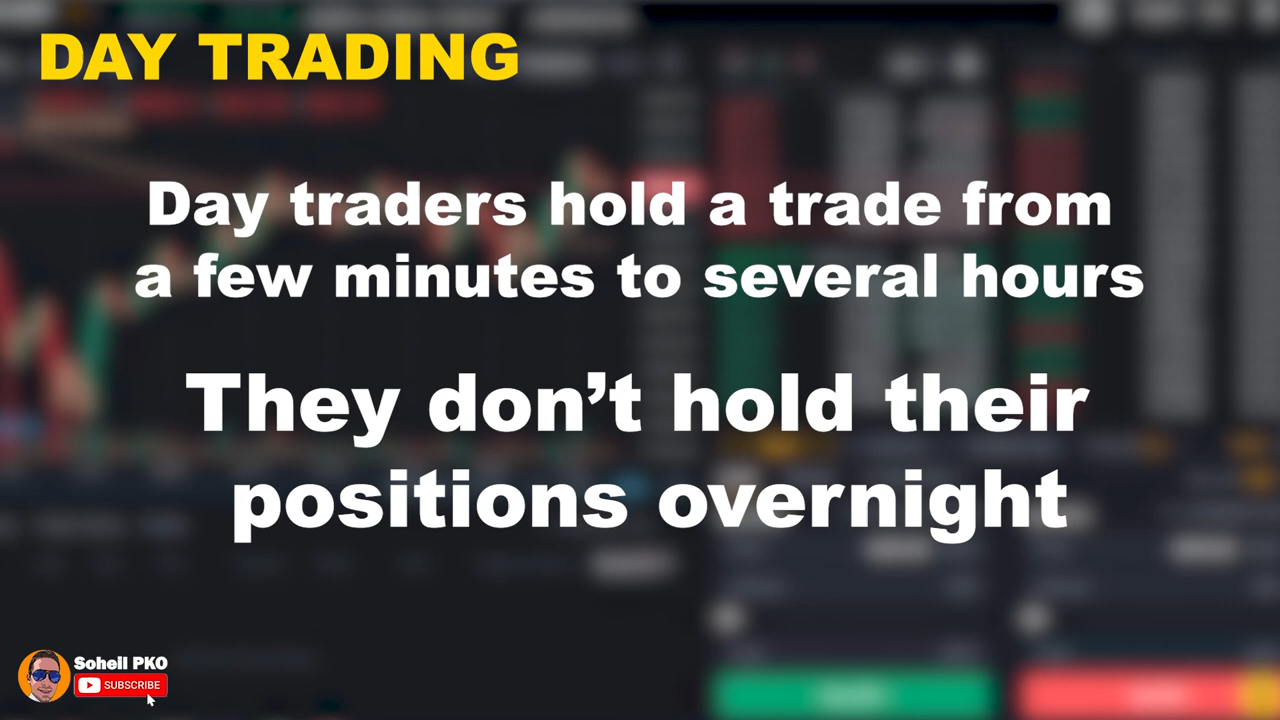 DAY TRADING
Day traders hold a trade from
a few minutes to several hours
They don’t hold their
positions overnight
Soheil PKO
SUBSCRIBE